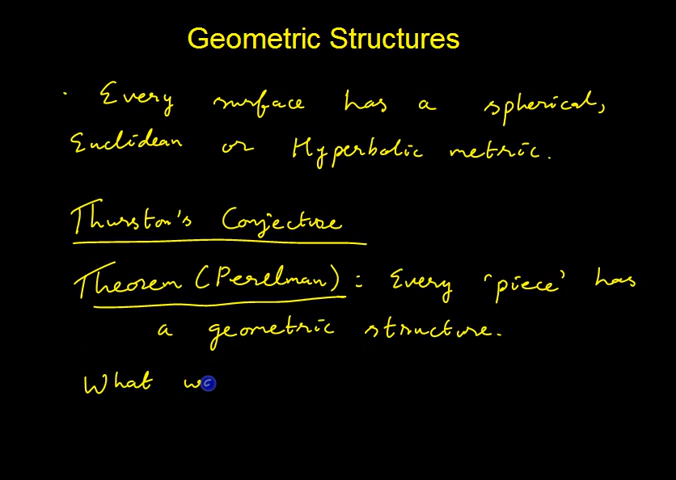 Geometric Structures
· Every surface has a spherical,
Euclidean or Hyperbolic metric.
Thurston's Conjecture
Theorem (Perelman) : Every 'piece' has
a geometric structure.
What